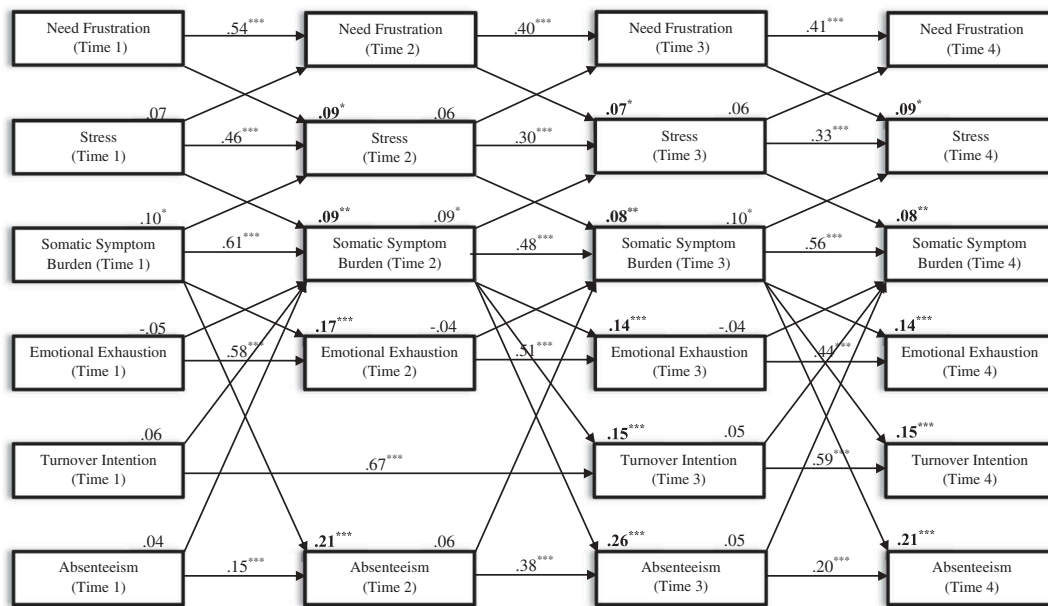 Need Frustration
(Time 1)
.54***
Need Frustration
(Time 2)
.40***
Need Frustration
(Time 3)
.41***
Need Frustration
(Time 4)
.07
.09*
.06
.07*
.06
.09*
Stress
(Time 1)
.46***
Stress
(Time 2)
.30***
Stress
(Time 3)
.33***
Stress
(Time 4)
.10*
.09**
.09*
.08**
.10*
.08**
Somatic Symptom
Burden (Time 1)
.61***
Somatic Symptom
Burden (Time 2)
.48***
Somatic Symptom
Burden (Time 3)
.56***
Somatic Symptom
Burden (Time 4)
-.05
.17***
-.04
.14***
-.04
.14***
Emotional Exhaustion
(Time 1)
.58***
Emotional Exhaustion
(Time 2)
.51***
Emotional Exhaustion
(Time 3)
.44***
Emotional Exhaustion
(Time 4)
.06
.15***
.05
.15***
Turnover Intention
(Time 1)
.67***
Turnover Intention
(Time 3)
.59***
Turnover Intention
(Time 4)
.04
.21***
.06
.26***
.05
.21***
Absenteeism
(Time 1)
.15***
Absenteeism
(Time 2)
.38***
Absenteeism
(Time 3)
.20***
Absenteeism
(Time 4)